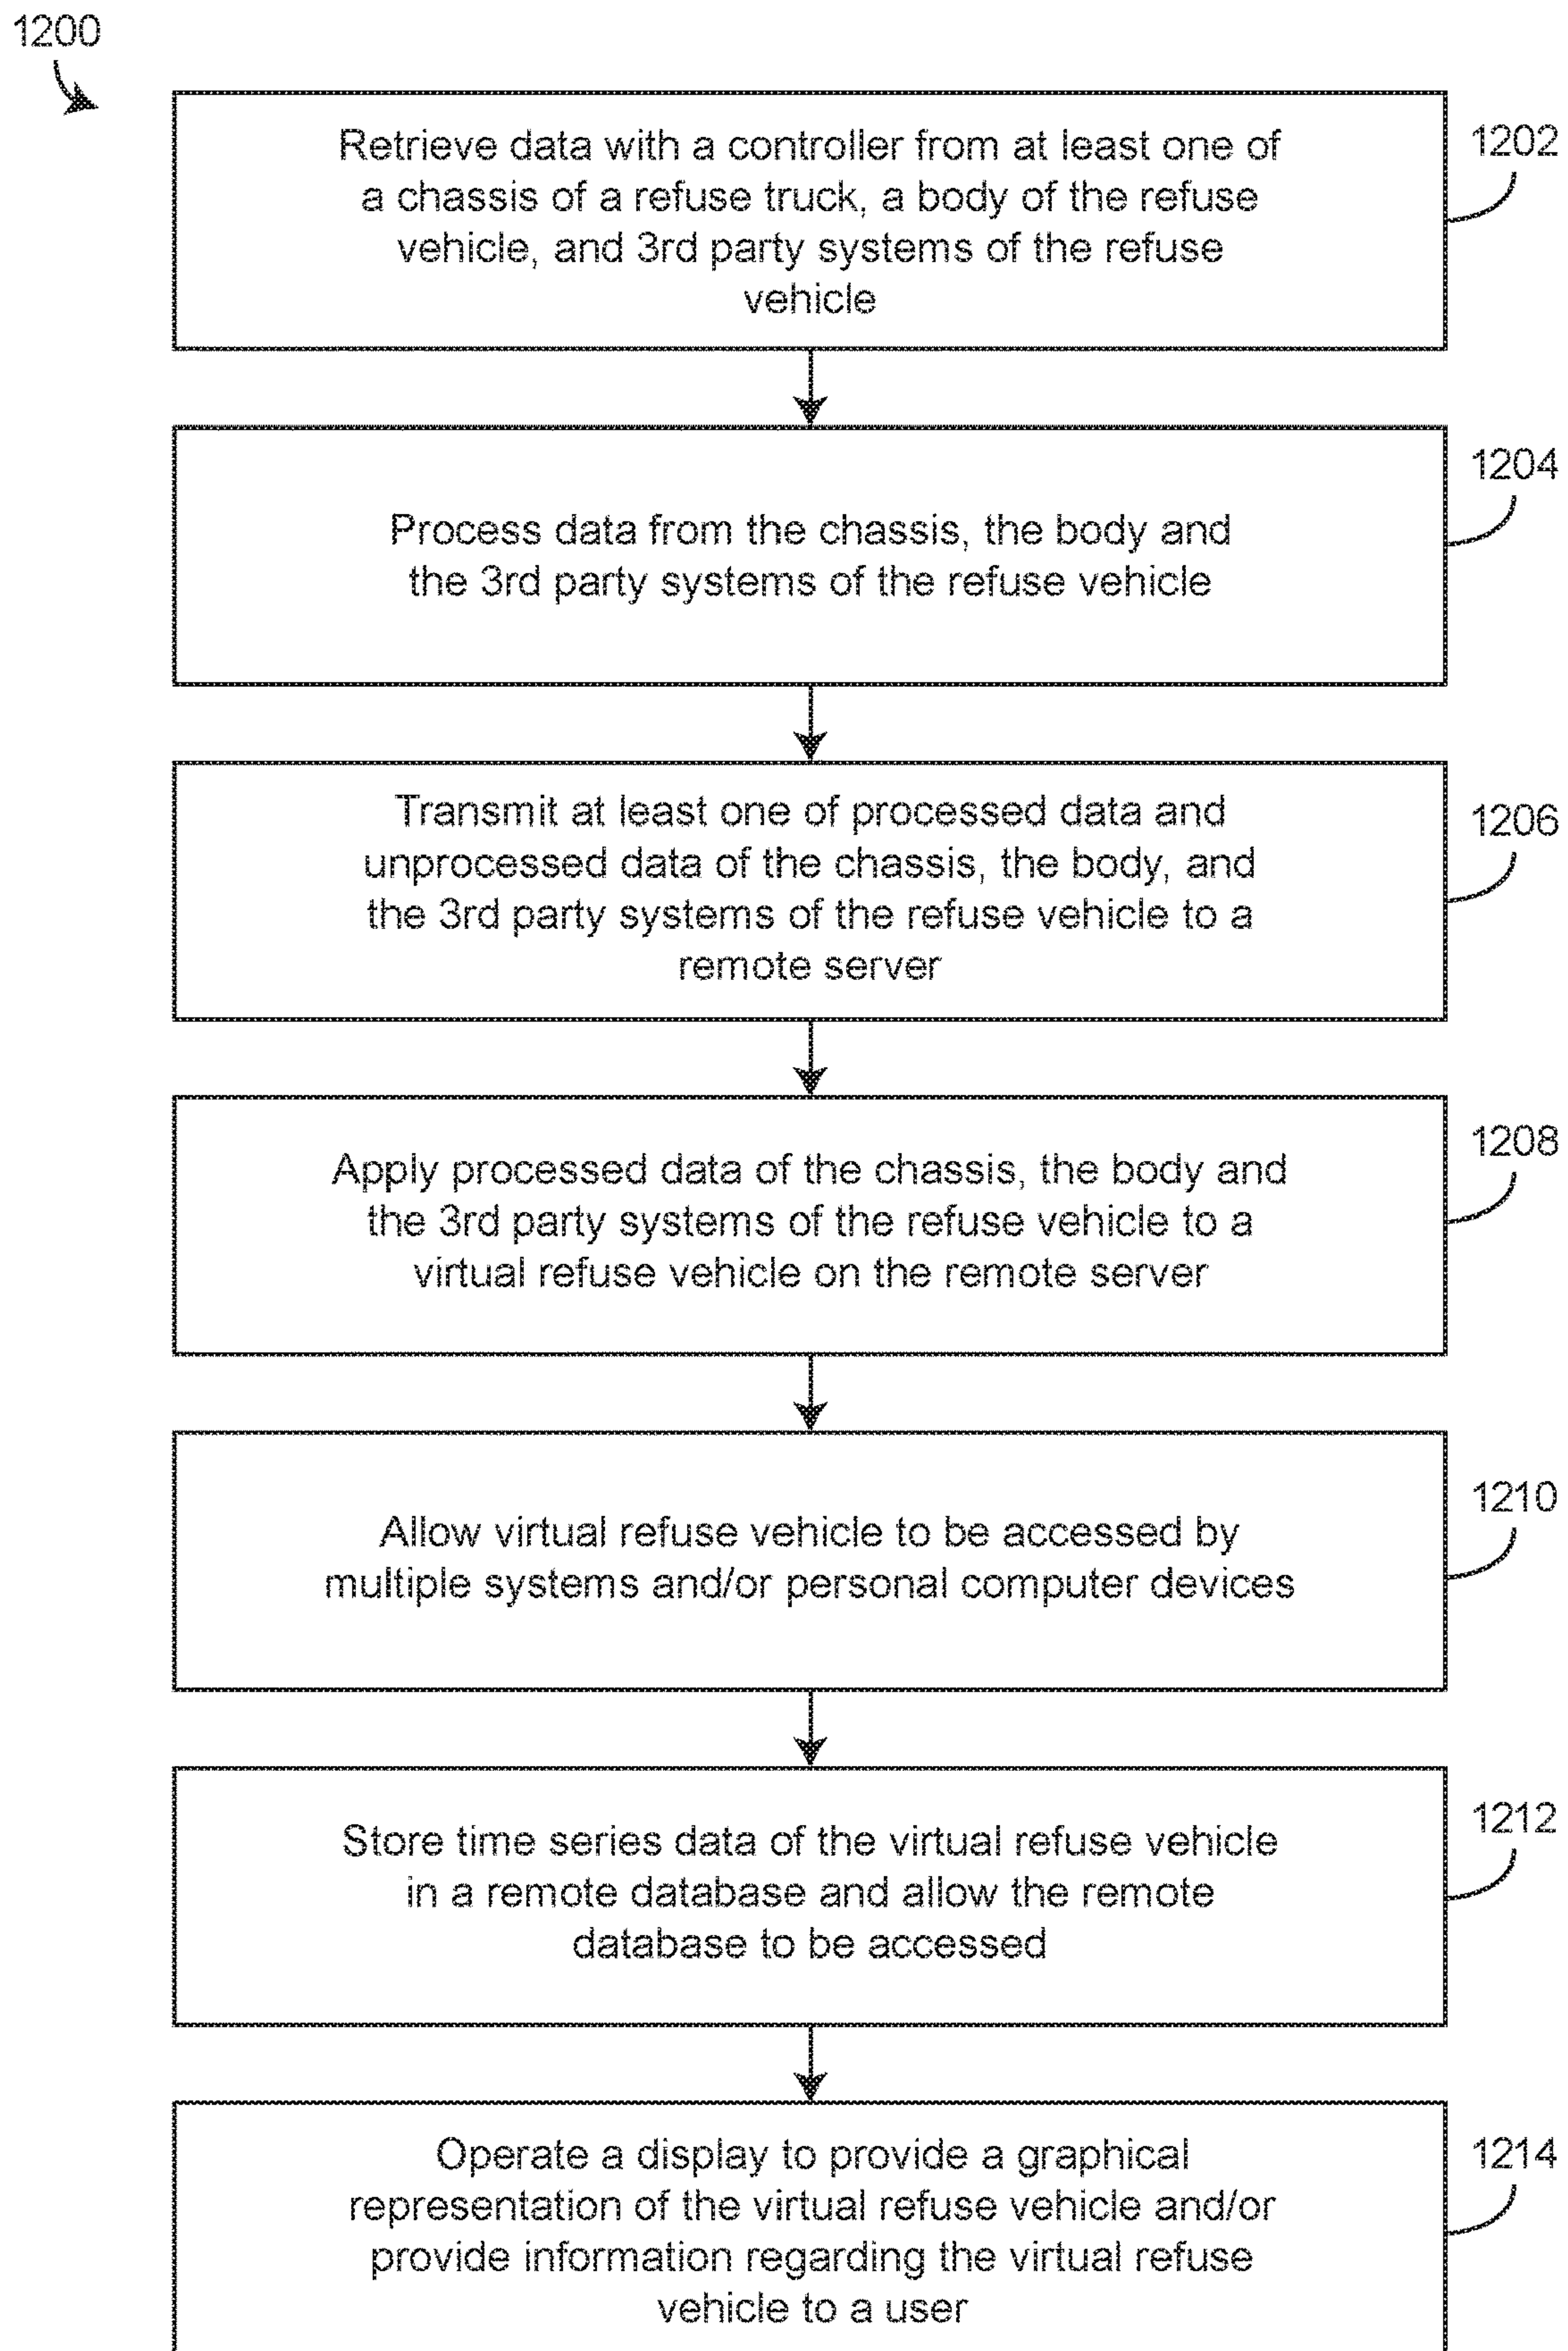 1200
Retrieve data with a controller from at least one of
a chassis of a refuse truck, a body of the refuse
vehicle, and 3rd party systems of the refuse
vehicle
1202
Process data from the chassis, the body and
the 3rd party systems of the refuse vehicle
1204
Transmit at least one of processed data and
unprocessed data of the chassis, the body, and
the 3rd party systems of the refuse vehicle to a
remote server
1206
Apply processed data of the chassis, the body and
the 3rd party systems of the refuse vehicle to a
virtual refuse vehicle on the remote server
1208
Allow virtual refuse vehicle to be accessed by
multiple systems and/or personal computer devices
1210
Store time series data of the virtual refuse vehicle
in a remote database and allow the remote
database to be accessed
1212
Operate a display to provide a graphical
representation of the virtual refuse vehicle and/or
provide information regarding the virtual refuse
vehicle to a user
1214